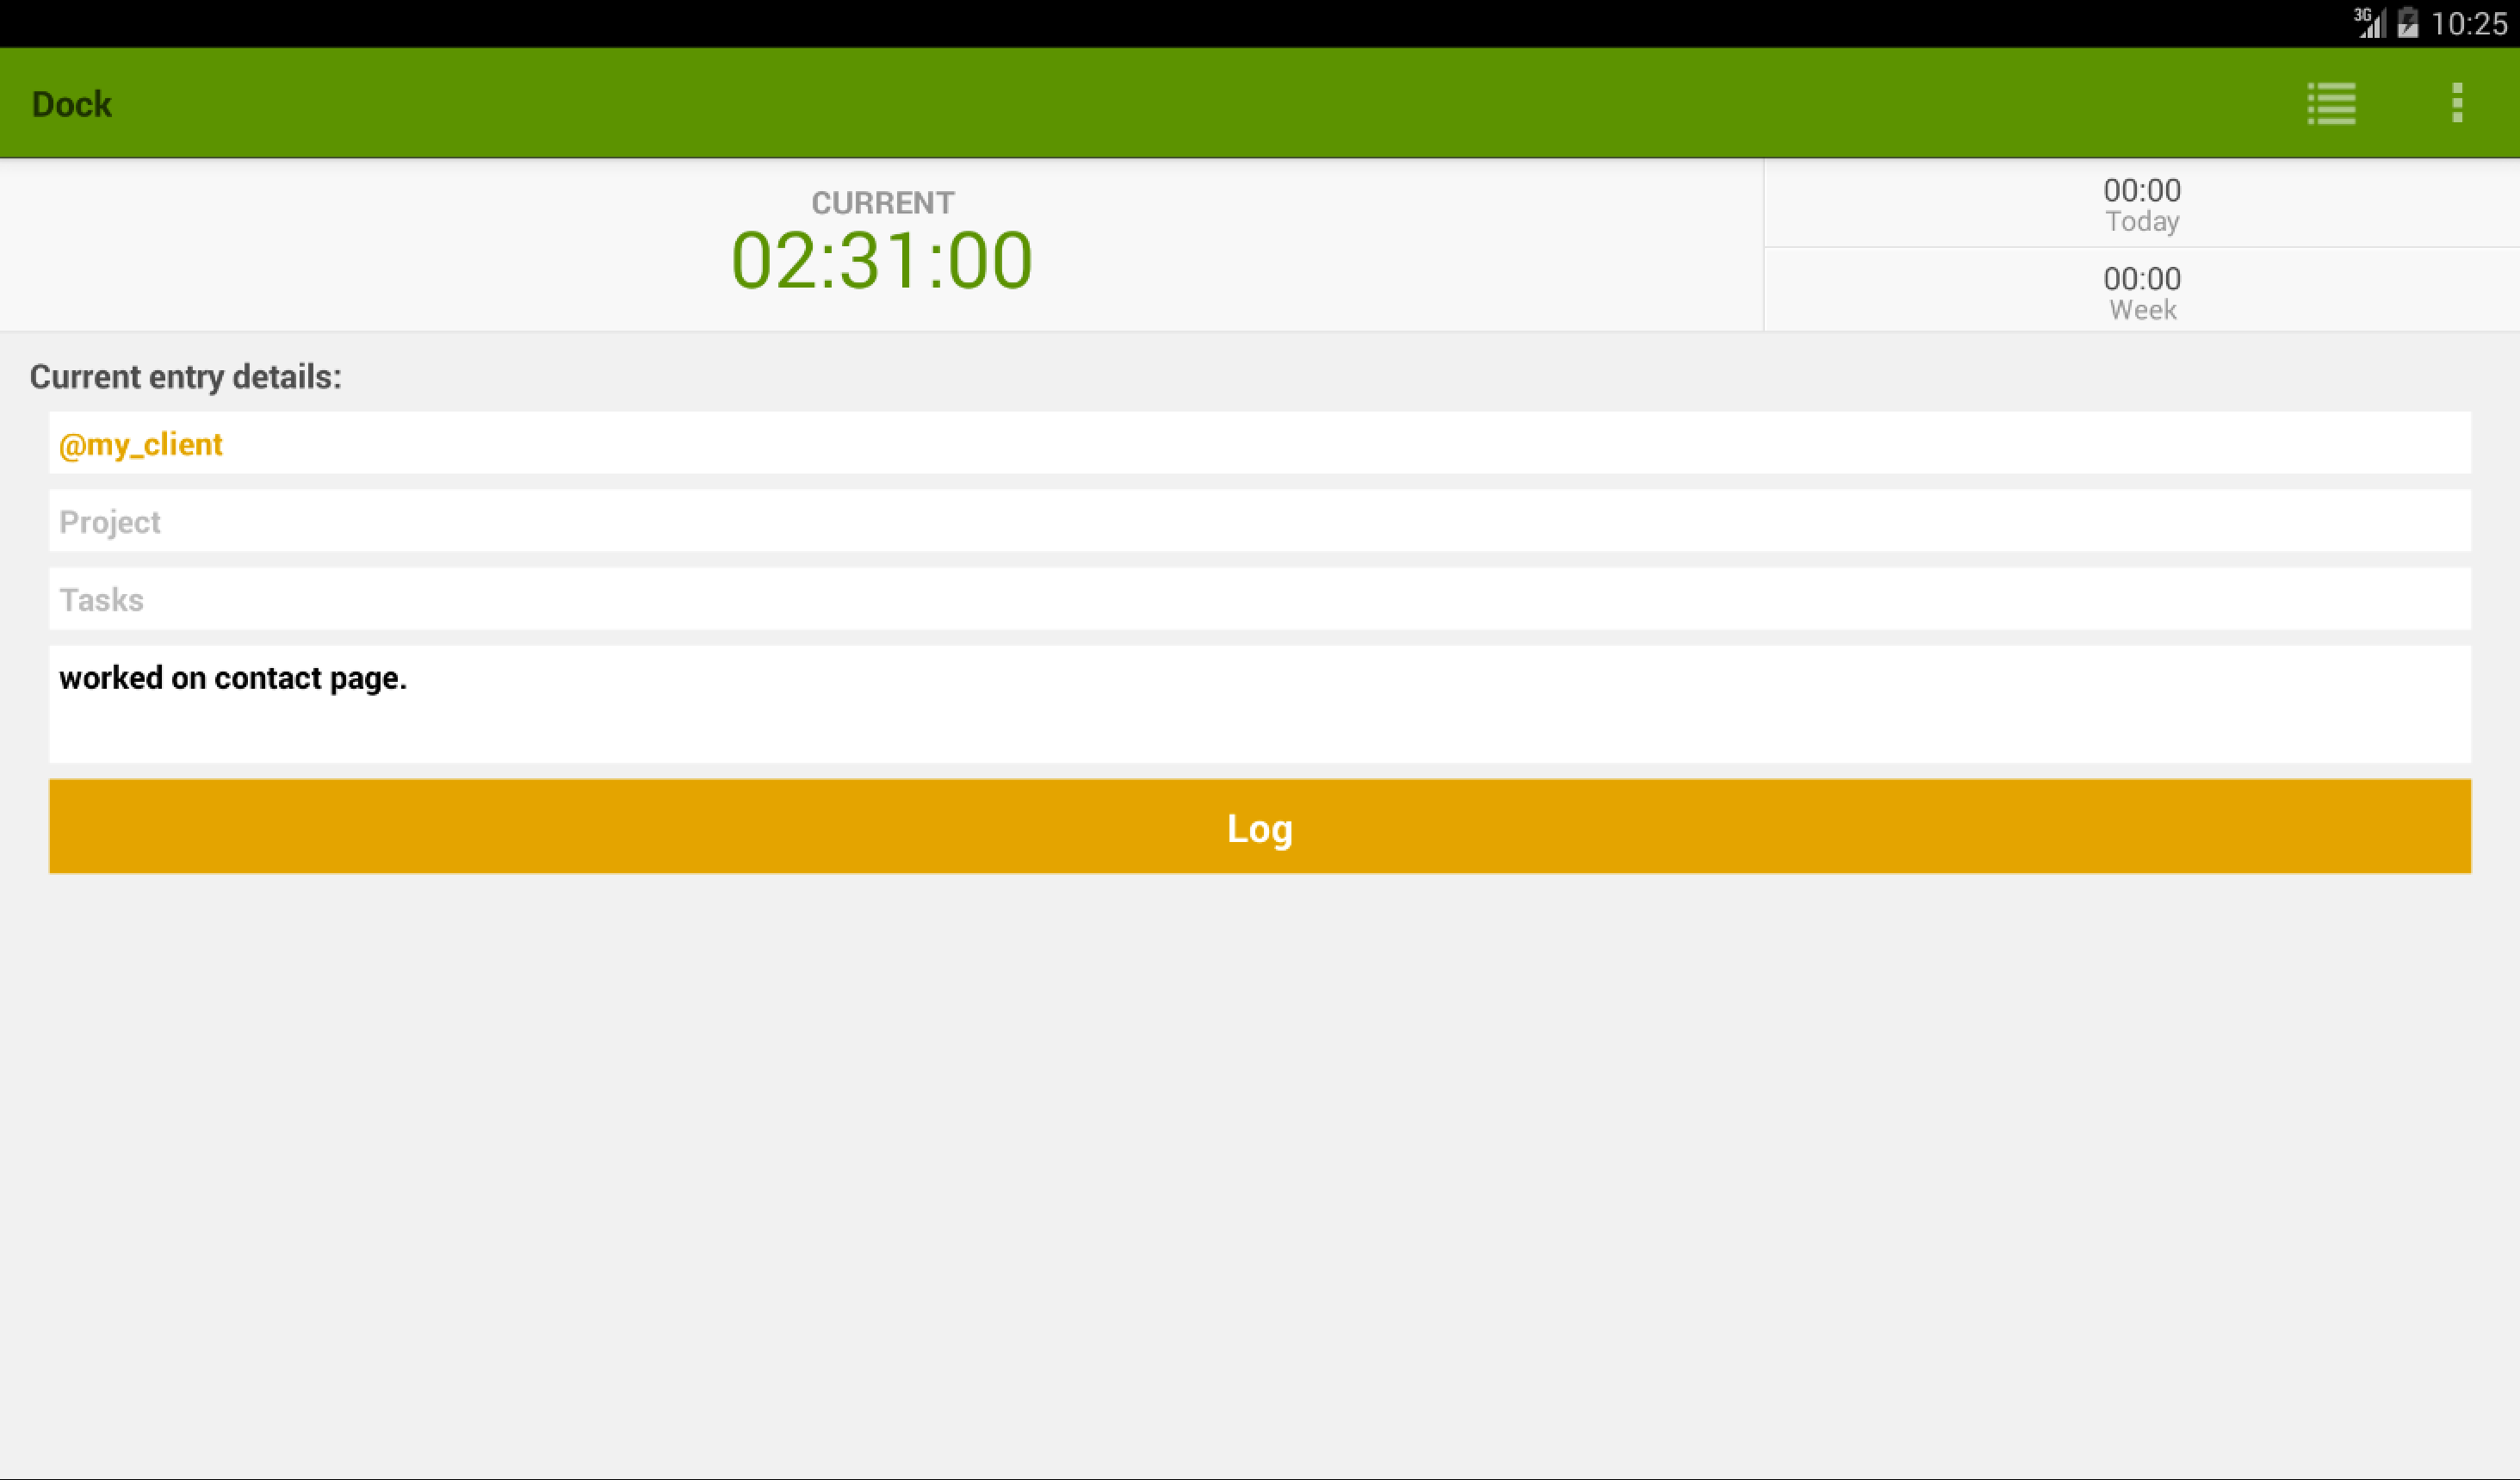 3G 10:25
Dock
CURRENT
02:31:00
00:00
Today
00:00
Week
Current entry details:
@my_client
Project
Tasks
worked on contact page.
Log